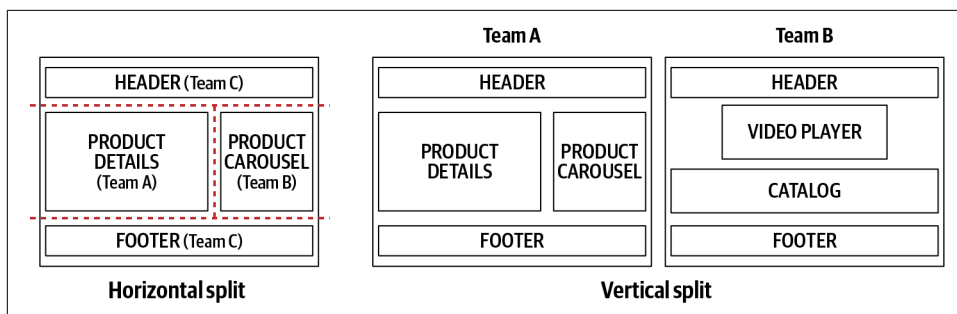 Team A
Team B
HEADER (Team C)
PRODUCT
DETAILS
(Team A)
PRODUCT
CAROUSEL
(Team B)
FOOTER (Team C)
HEADER
PRODUCT
DETAILS
PRODUCT
CAROUSEL
FOOTER
HEADER
VIDEO PLAYER
CATALOG
FOOTER
Horizontal split
Vertical split